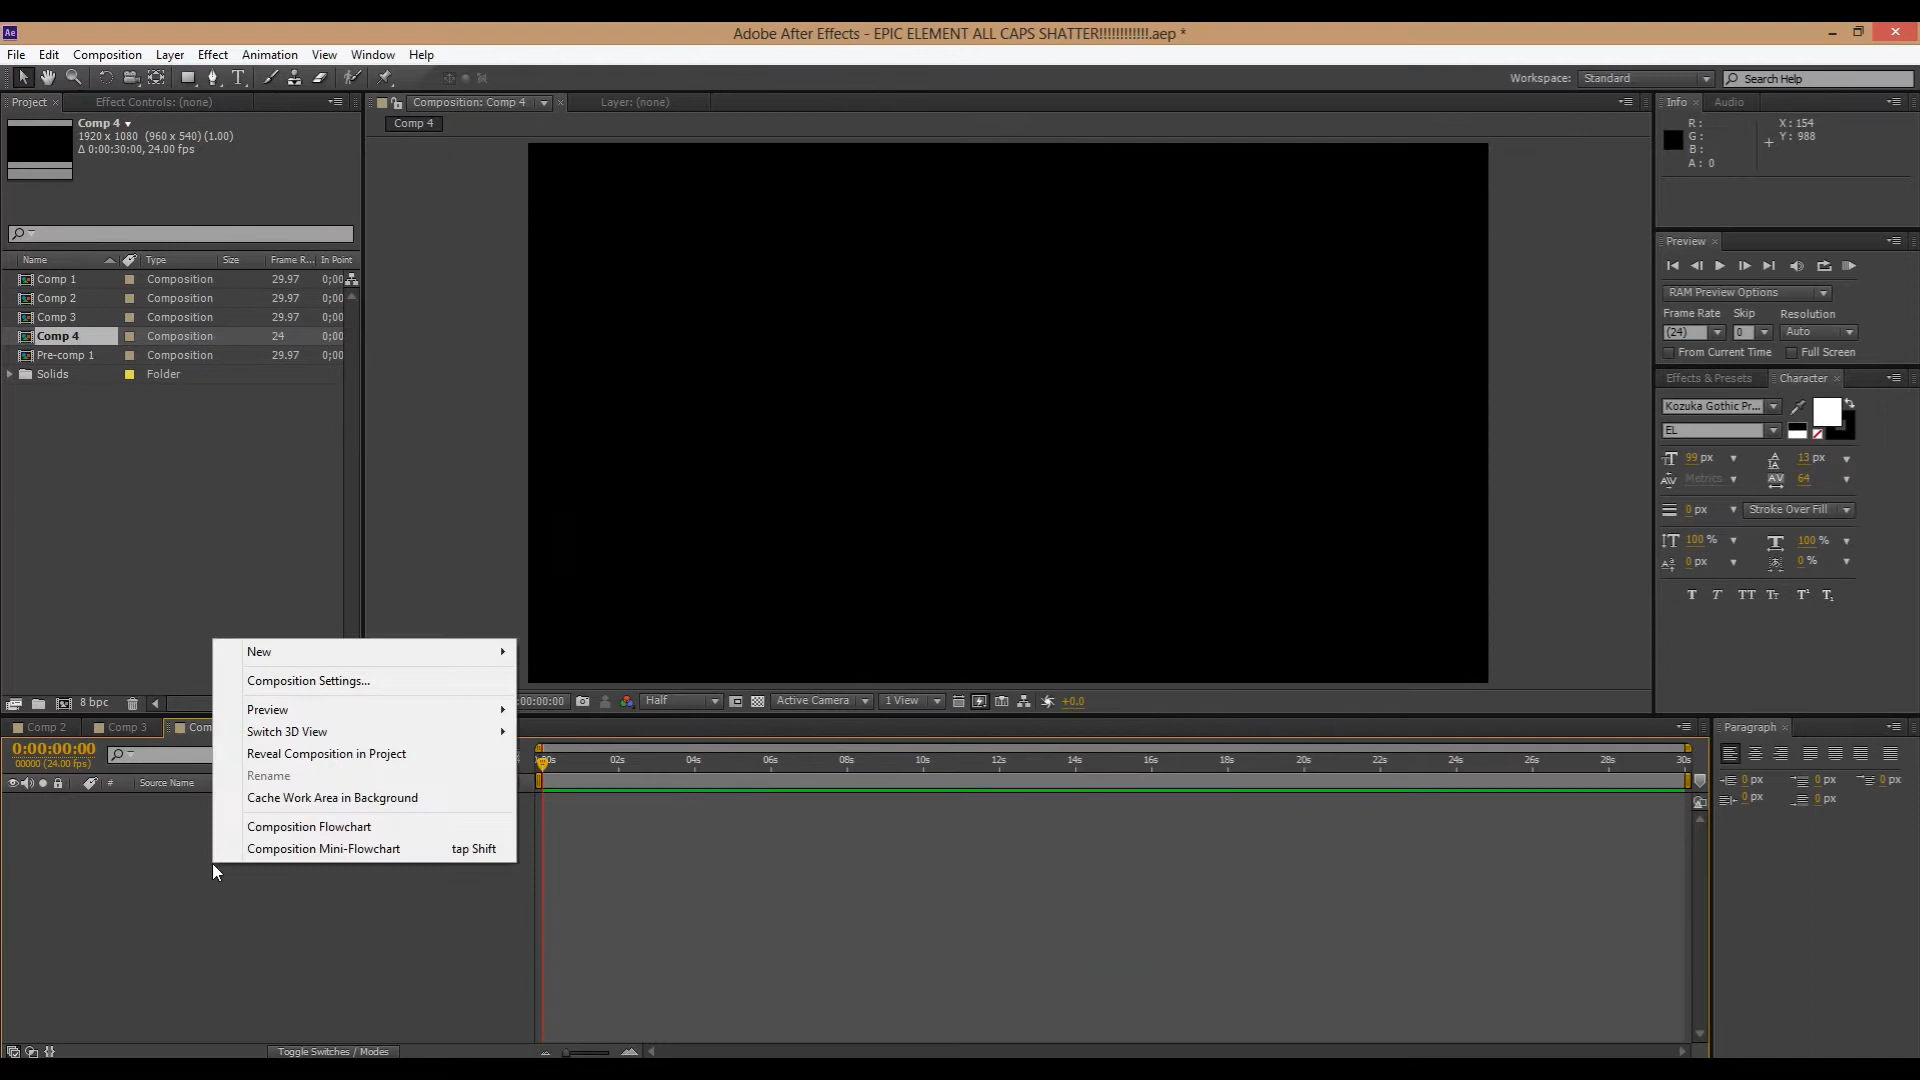 Ae
Adobe After Effects - EPIC ELEMENT ALL CAPS SHATTER!!!!!!!!!!!!.aep *
File Edit Composition Layer Effect Animation View Window Help
Workspace: Standard Search Help
Project Effect Controls: (none)
Composition: Comp 4 Layer: (none)
Info Audio
Comp 4
Comp 4
1920 x 1080 (960 x 540) (1.00)
Δ 0:00:30:00, 24.00 fps
R :
G :
B :
A : 0
X : 154
Y : 988
Preview
Name Type Size Frame R... In Point
Comp 1 Composition 29.97 0;00
Comp 2 Composition 29.97 0;00
Comp 3 Composition 29.97 0;00
Comp 4 Composition 24 0;00
Pre-comp 1 Composition 29.97 0;00
Solids Folder
RAM Preview Options
Frame Rate Skip Resolution
(24) 0 Auto
From Current Time Full Screen
Effects & Presets Character
Kozuka Gothic Pr...
EL
99 px 13 px
Metrics 64
0 px Stroke Over Fill
100 % 100 %
0 px 0 %
T T TT Tt T¹ T₁
New
Composition Settings...
Preview
Switch 3D View
Reveal Composition in Project
Rename
Cache Work Area in Background
Composition Flowchart
Composition Mini-Flowchart tap Shift
8 bpc
:00:00:00 Half Active Camera 1 View +0.0
Comp 2 Comp 3 Com
0:00:00:00
00000 (24.00 fps)
# Source Name
0s 02s 04s 06s 08s 10s 12s 14s 16s 18s 20s 22s 24s 26s 28s 30s
Paragraph
0 px 0 px 0 px
0 px 0 px
Toggle Switches / Modes